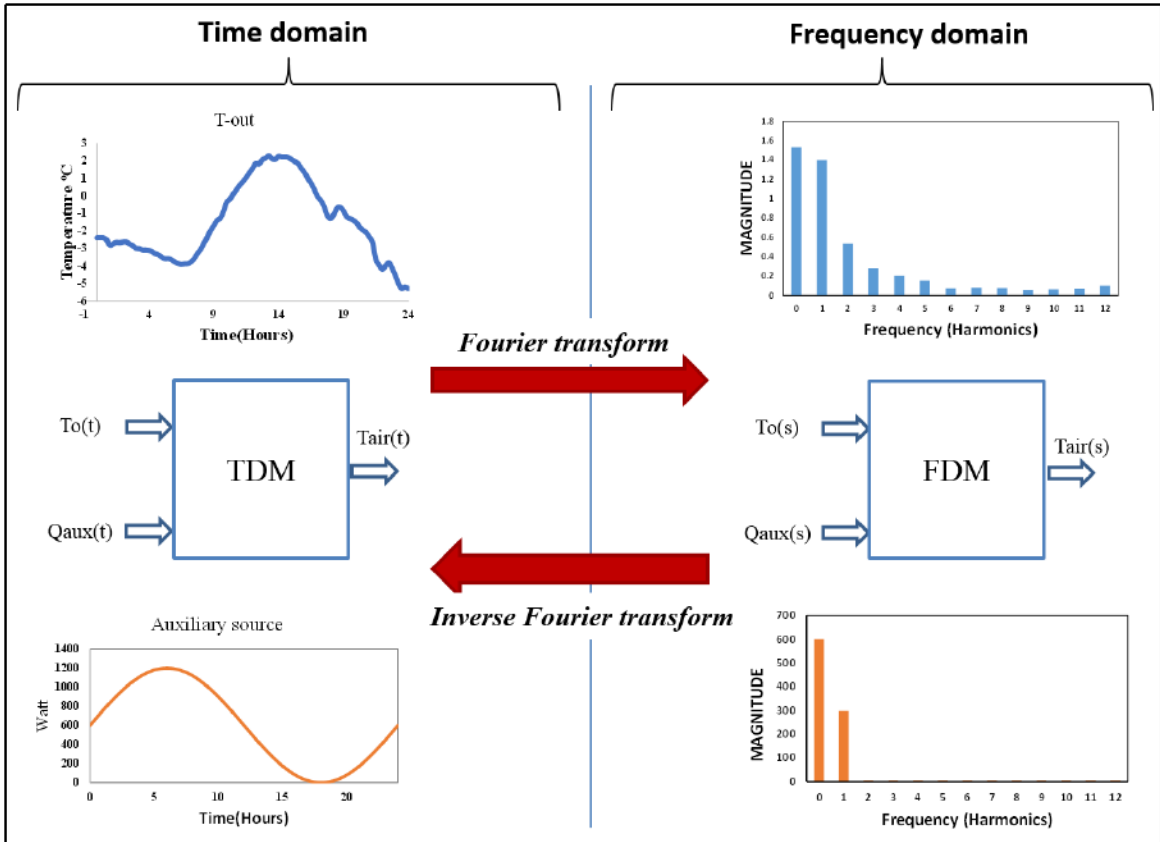 Time domain
Frequency domain
T-out
Temperature °C
3
2
1
0
-1
-2
-3
-4
-5
-6
-1 4 9 14 19 24
Time(Hours)
MAGNITUDE
1.8
1.6
1.4
1.2
1
0.8
0.6
0.4
0.2
0
0 1 2 3 4 5 6 7 8 9 10 11 12
Frequency (Harmonics)
Fourier transform
To(t)
Qaux(t)
TDM
Tair(t)
To(s)
Qaux(s)
FDM
Tair(s)
Inverse Fourier transform
Auxiliary source
Watt
1400
1200
1000
800
600
400
200
0
0 5 10 15 20
Time(Hours)
MAGNITUDE
700
600
500
400
300
200
100
0
0 1 2 3 4 5 6 7 8 9 10 11 12
Frequency (Harmonics)